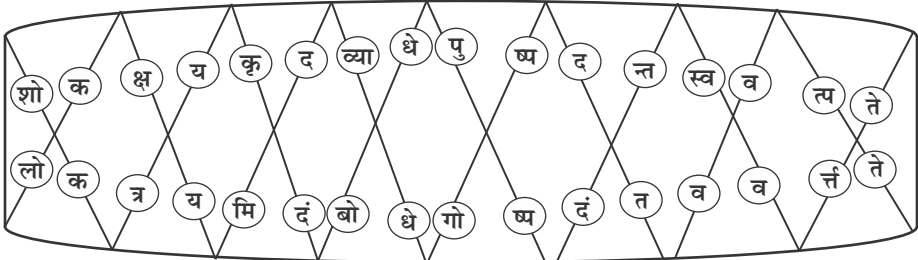 शो क क्ष य कृ द व्या धे पु ष्प द न्त स्व व त्प ते
लो क त्र य मि दं बो धे गो ष्प दं त व व र्त्त ते